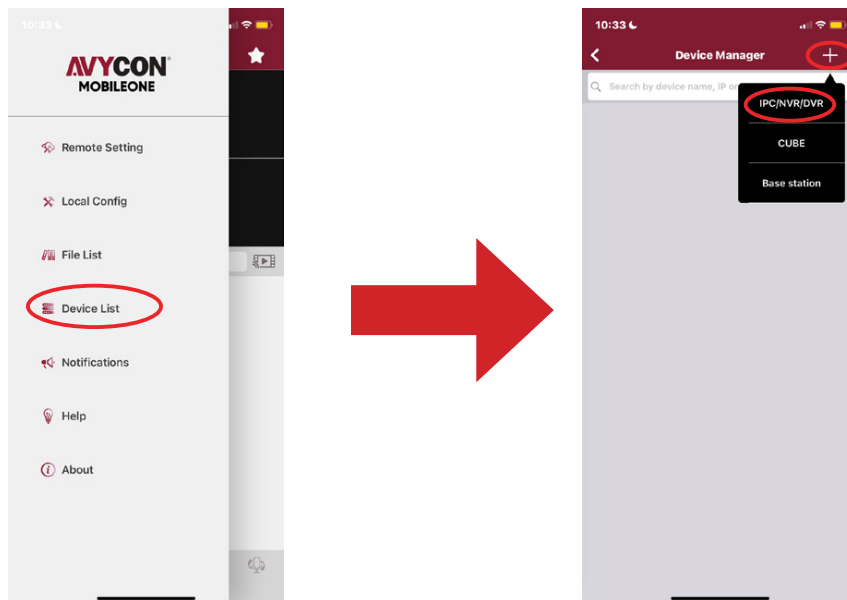 10:33
AVYCON®
MOBILEONE
Remote Setting
Local Config
File List
Device List
Notifications
Help
About
10:33
Device Manager
Search by device name, IP or
IPC/NVR/DVR
CUBE
Base station